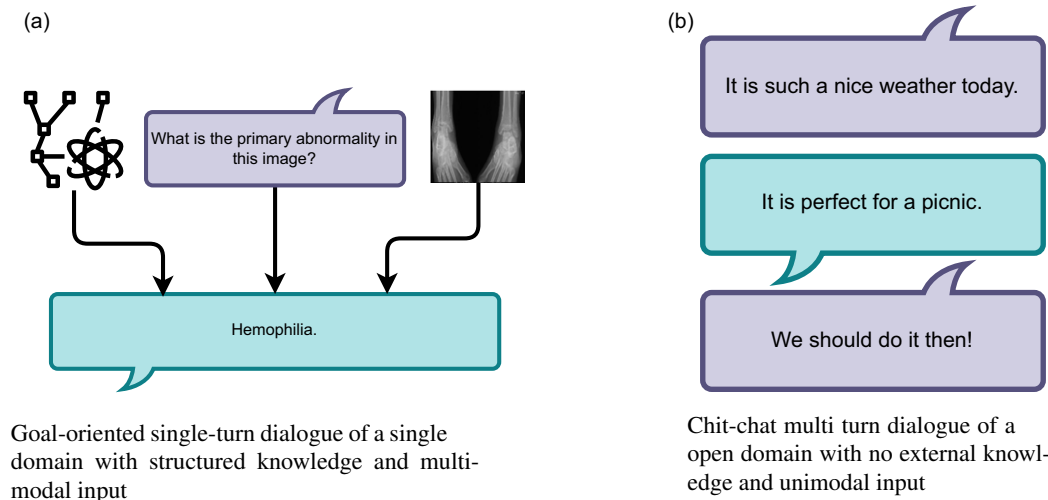 (a)
What is the primary abnormality in
this image?
Hemophilia.
Goal-oriented single-turn dialogue of a single
domain with structured knowledge and multi-
modal input
(b)
It is such a nice weather today.
It is perfect for a picnic.
We should do it then!
Chit-chat multi turn dialogue of a
open domain with no external knowl-
edge and unimodal input